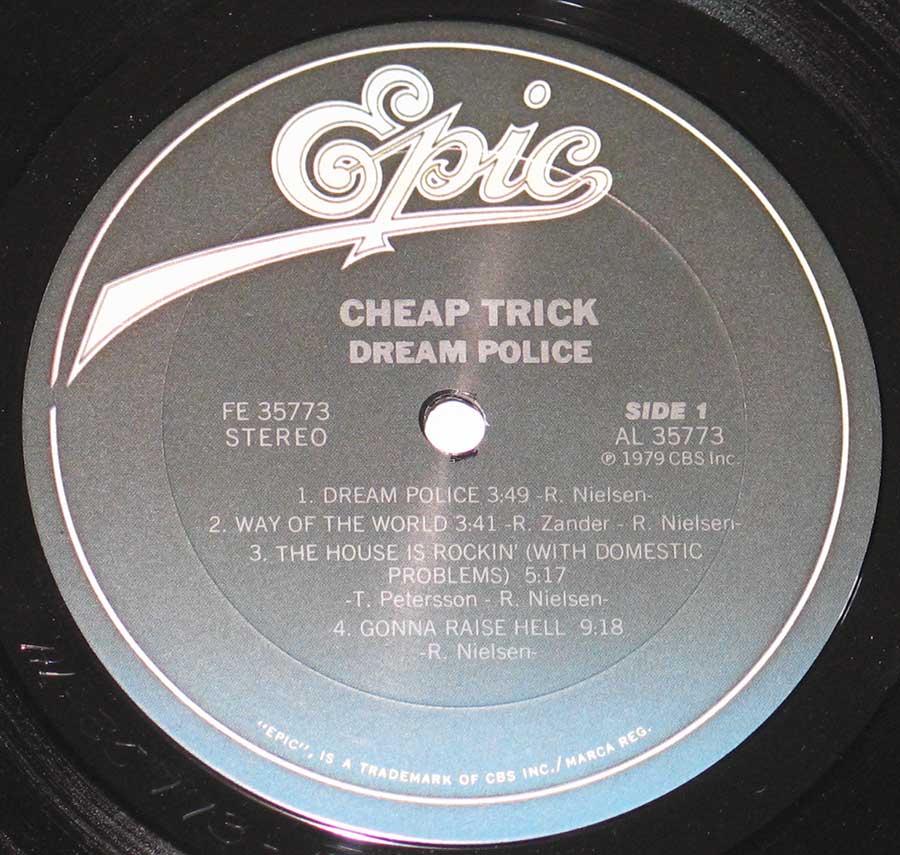 Epic
CHEAP TRICK
DREAM POLICE
FE 35773
STEREO
SIDE 1
AL 35773
℗ 1979 CBS Inc.
1. DREAM POLICE 3:49 -R. Nielsen-
2. WAY OF THE WORLD 3:41 -R. Zander - R. Nielsen-
3. THE HOUSE IS ROCKIN' (WITH DOMESTIC
PROBLEMS) 5:17
-T. Petersson - R. Nielsen-
4. GONNA RAISE HELL 9:18
-R. Nielsen-
"EPIC", IS A TRADEMARK OF CBS INC./MARCA REG.